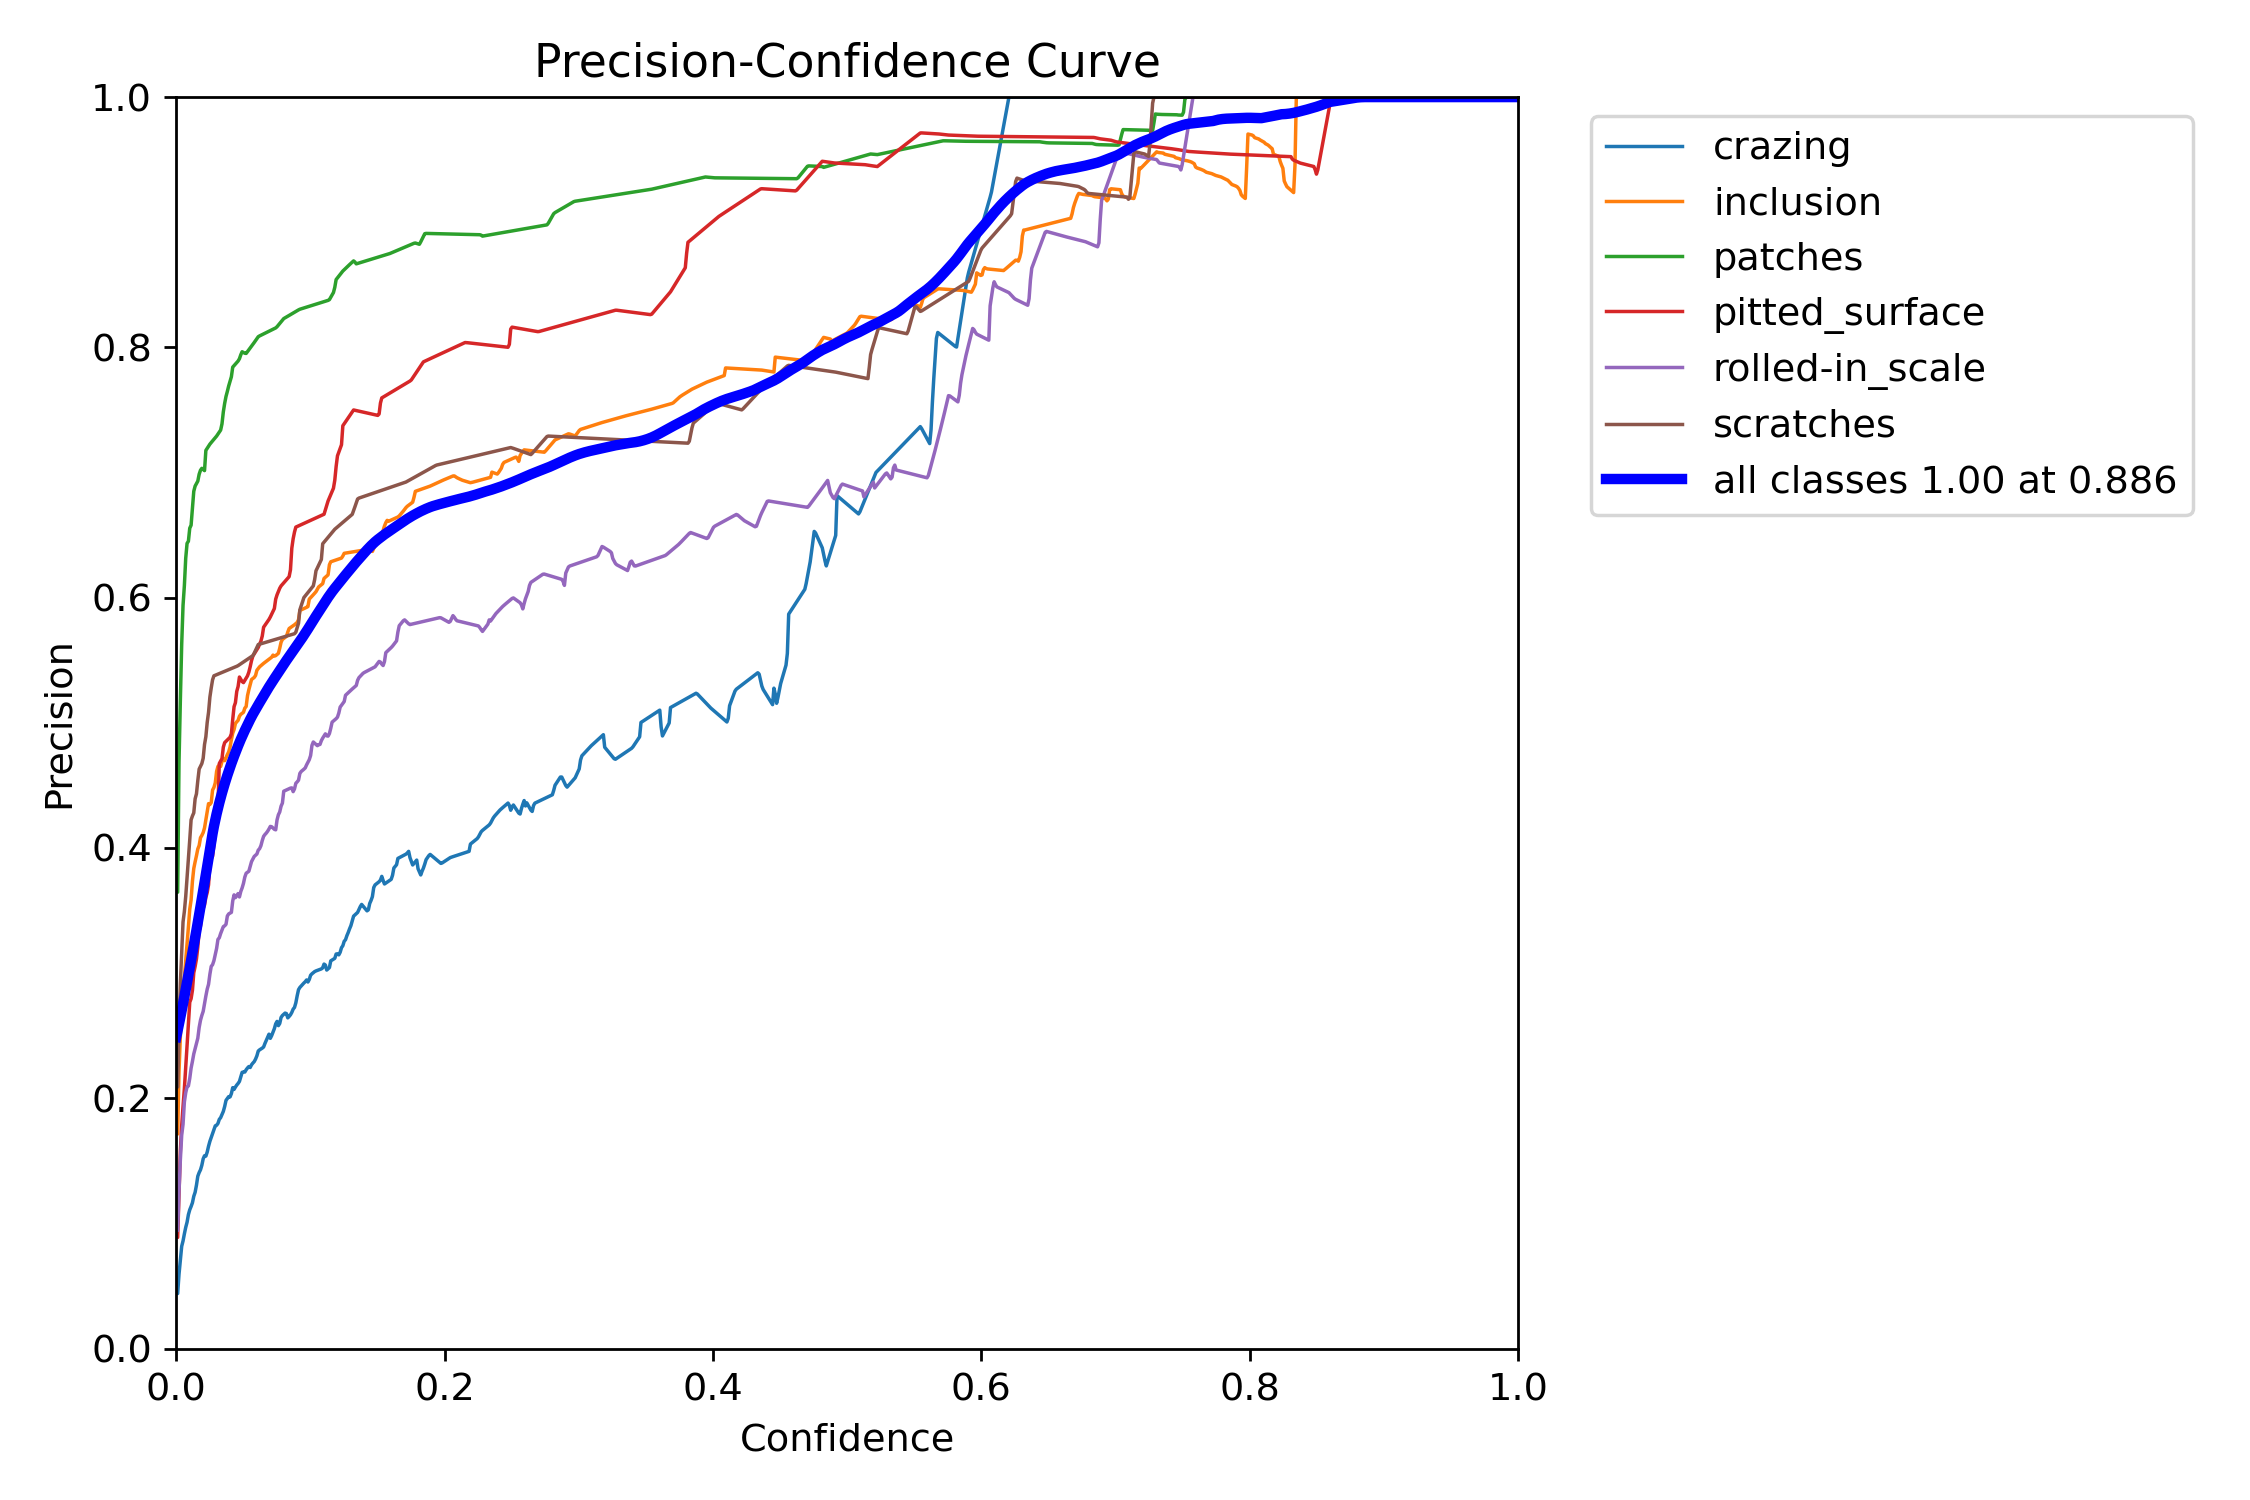 Precision-Confidence Curve
1.0
0.8
0.6
0.4
0.2
0.0
Precision
0.0 0.2 0.4 0.6 0.8 1.0
Confidence
crazing
inclusion
patches
pitted_surface
rolled-in_scale
scratches
all classes 1.00 at 0.886